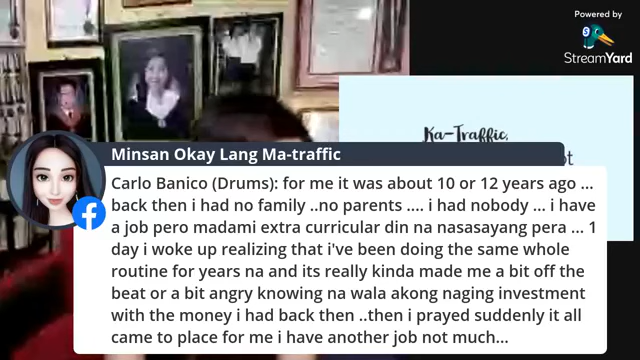 Powered by
StreamYard
Ka-Traffic,
ot
Minsan Okay Lang Ma-traffic
Carlo Banico (Drums): for me it was about 10 or 12 years ago ...
back then i had no family ..no parents .... i had nobody ... i have
a job pero madami extra curricular din na nasasayang pera ... 1
day i woke up realizing that i've been doing the same whole
routine for years na and its really kinda made me a bit off the
beat or a bit angry knowing na wala akong naging investment
with the money i had back then ..then i prayed suddenly it all
came to place for me i have another job not much...